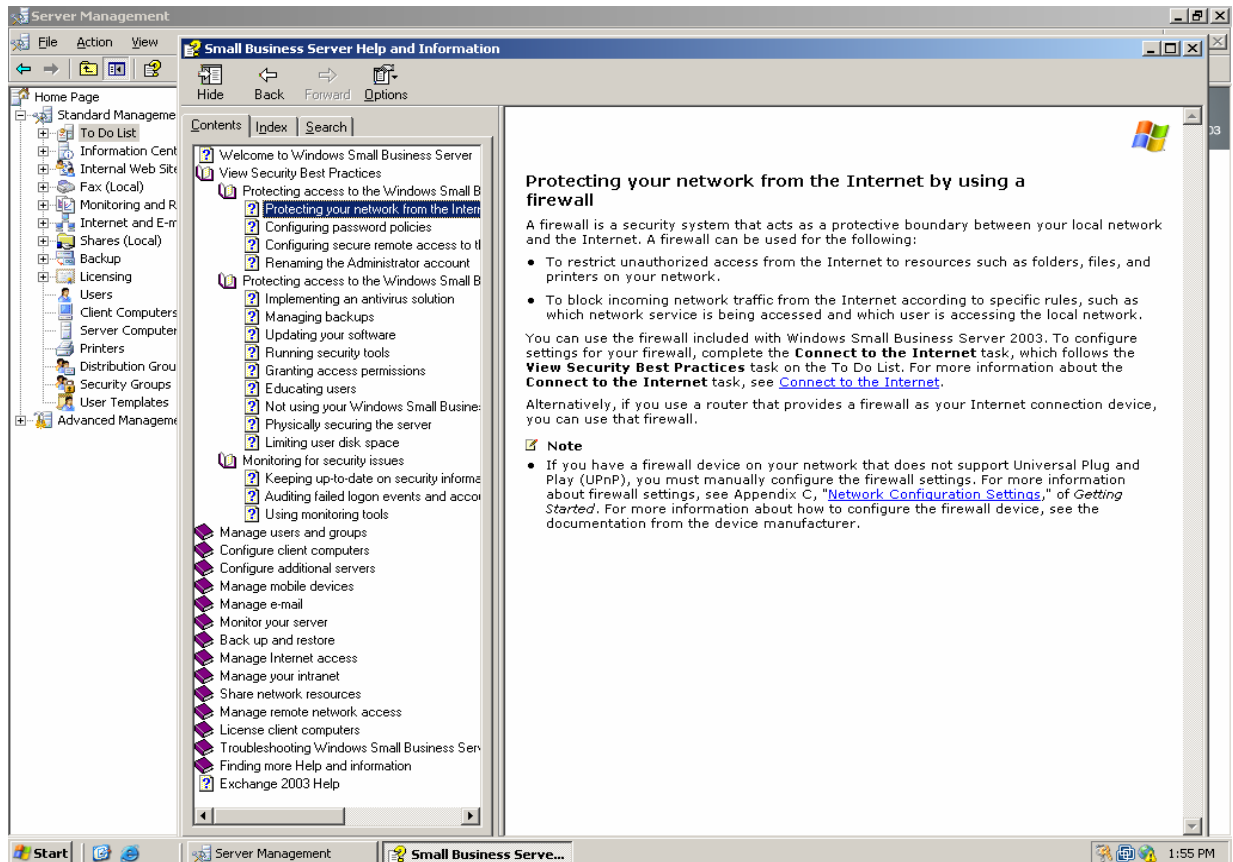 Server Management
File Action View
Small Business Server Help and Information
Hide Back Forward Options
Home Page
Standard Manageme
To Do List
Information Cent
Internal Web Site
Fax (Local)
Monitoring and R
Internet and E-m
Shares (Local)
Backup
Licensing
Users
Client Computers
Server Computer
Printers
Distribution Grou
Security Groups
User Templates
Advanced Manageme
Contents Index Search
Welcome to Windows Small Business Server
View Security Best Practices
Protecting access to the Windows Small B
Protecting your network from the Intern
Configuring password policies
Configuring secure remote access to tl
Renaming the Administrator account
Protecting access to the Windows Small B
Implementing an antivirus solution
Managing backups
Updating your software
Running security tools
Granting access permissions
Educating users
Not using your Windows Small Busine
Physically securing the server
Limiting user disk space
Monitoring for security issues
Keeping up-to-date on security informa
Auditing failed logon events and accou
Using monitoring tools
Manage users and groups
Configure client computers
Configure additional servers
Manage mobile devices
Manage e-mail
Monitor your server
Back up and restore
Manage Internet access
Manage your intranet
Share network resources
Manage remote network access
License client computers
Troubleshooting Windows Small Business Serv
Finding more Help and information
Exchange 2003 Help
Protecting your network from the Internet by using a
firewall
A firewall is a security system that acts as a protective boundary between your local network
and the Internet. A firewall can be used for the following:
• To restrict unauthorized access from the Internet to resources such as folders, files, and
printers on your network.
• To block incoming network traffic from the Internet according to specific rules, such as
which network service is being accessed and which user is accessing the local network.
You can use the firewall included with Windows Small Business Server 2003. To configure
settings for your firewall, complete the Connect to the Internet task, which follows the
View Security Best Practices task on the To Do List. For more information about the
Connect to the Internet task, see Connect to the Internet.
Alternatively, if you use a router that provides a firewall as your Internet connection device,
you can use that firewall.
Note
• If you have a firewall device on your network that does not support Universal Plug and
Play (UPnP), you must manually configure the firewall settings. For more information
about firewall settings, see Appendix C, "Network Configuration Settings," of Getting
Started. For more information about how to configure the firewall device, see the
documentation from the device manufacturer.
03
Start Server Management Small Business Serve... 1:55 PM